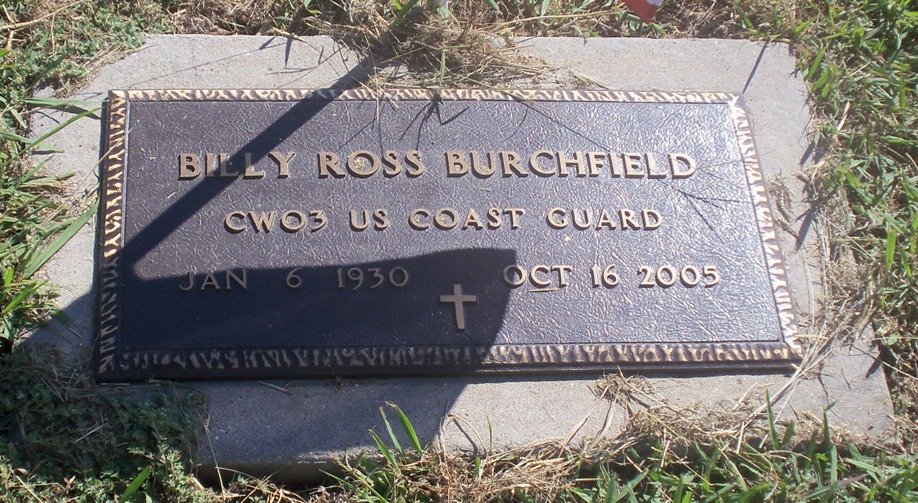 BILLY ROSS BURCHFIELD
CWO3 US COAST GUARD
JAN 6 1930 OCT 16 2005